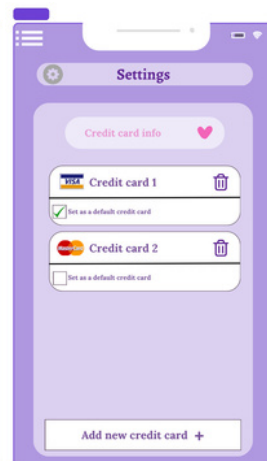 Settings
Credit card info
VISA Credit card 1
Set as a default credit card
MasterCard Credit card 2
Set as a default credit card
Add new credit card +